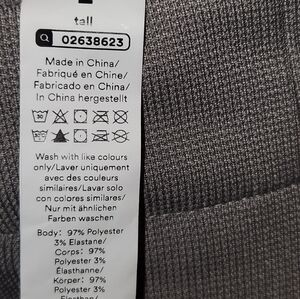 tall
02638623
Made in China/
Fabriqué en Chine/
Fabricado en China/
In China hergestellt
Wash with like colours
only/Laver uniquement
avec des couleurs
similaires/Lavar solo
con colores similares/
Nur mit ähnlichen
Farben waschen
Body: 97% Polyester
3% Elastane/
Corps: 97%
Polyester 3%
Élasthanne/
Körper: 97%
Polyester 3%
Elasthan/